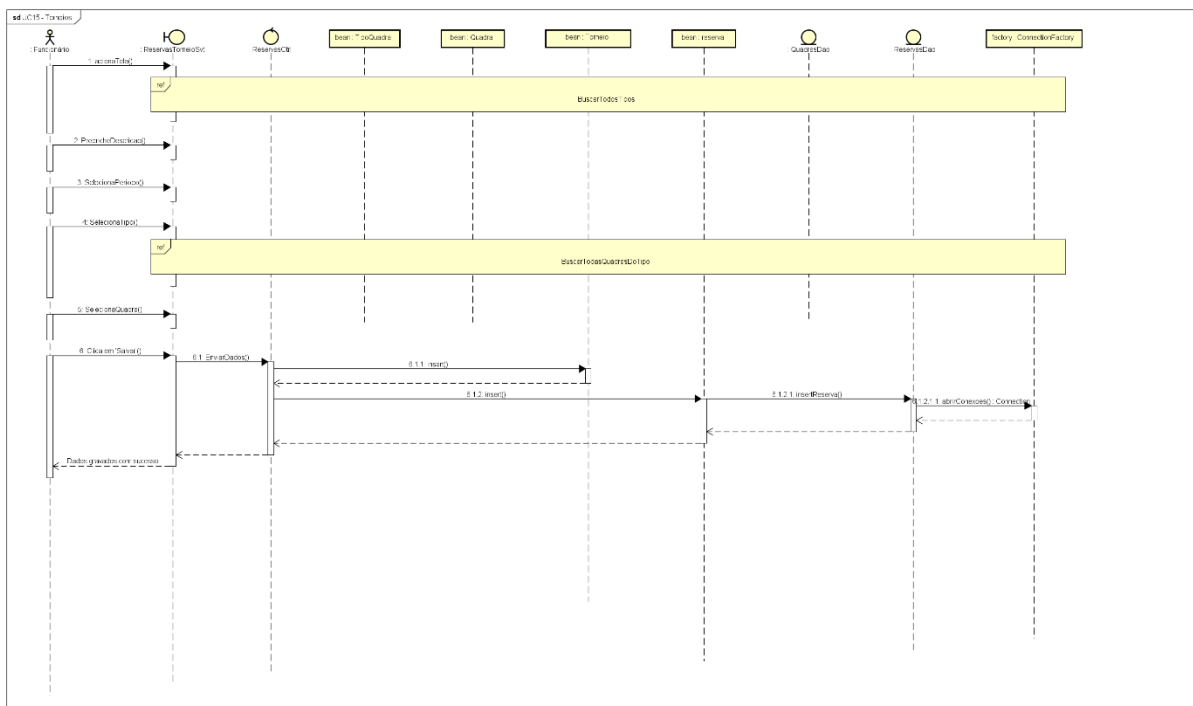 sd UC15 - Torneios
: Funcionário
: ReservasTorneioSvt
ReservasCtrl
bean : TipoQuadra
bean : Quadra
bean : Torneio
bean : reserva
: QuadrasDao
: ReservasDao
factory : ConnectionFactory
1: acionaTela()
ref
BuscarTodosTipos
2: PreencheDescricao()
3: SelecionaPeriodo()
4: SelecionaTipo()
ref
BuscarTodasQuadrasDoTipo
5: SelecionaQuadra()
6: Clica em 'Salvar'()
6.1: EnviarDados()
6.1.1: insert()
6.1.2: insert()
6.1.2.1: insertReserva()
6.1.2.1.1: abrirConexoes() : Connection
Dados gravados com sucesso